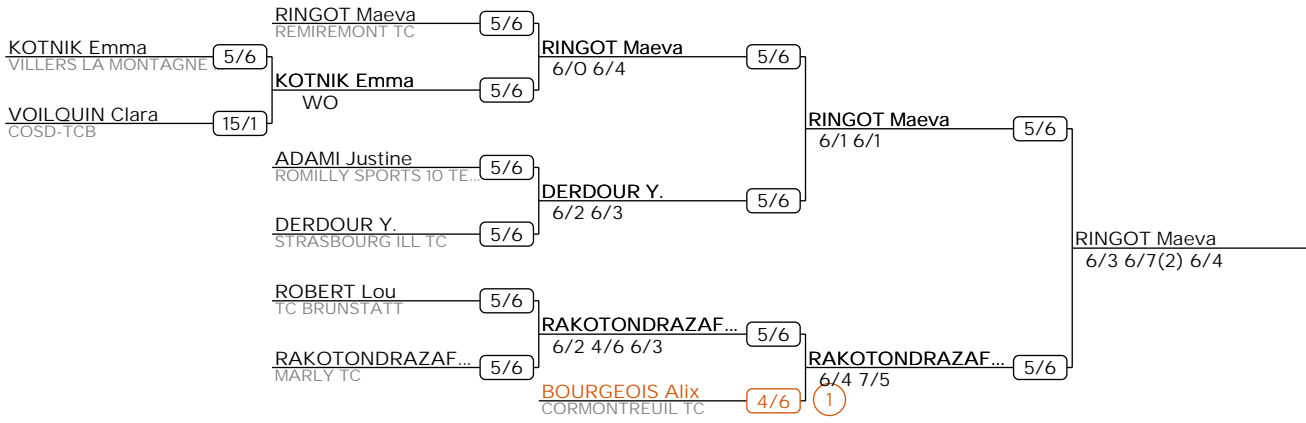 RINGOT Maeva
REMIREMONT TC
5/6
KOTNIK Emma
VILLERS LA MONTAGNE ...
5/6
VOILQUIN Clara
COSD-TCB
15/1
KOTNIK Emma
WO
5/6
RINGOT Maeva
6/0 6/4
5/6
ADAMI Justine
ROMILLY SPORTS 10 TE...
5/6
DERDOUR Y.
STRASBOURG ILL TC
5/6
DERDOUR Y.
6/2 6/3
5/6
RINGOT Maeva
6/1 6/1
5/6
ROBERT Lou
TC BRUNSTATT
5/6
RAKOTONDRAZAF...
MARLY TC
5/6
RAKOTONDRAZAF...
6/2 4/6 6/3
5/6
BOURGEOIS Alix
CORMONTREUIL TC
4/6
1
RAKOTONDRAZAF...
6/4 7/5
5/6
RINGOT Maeva
6/3 6/7(2) 6/4